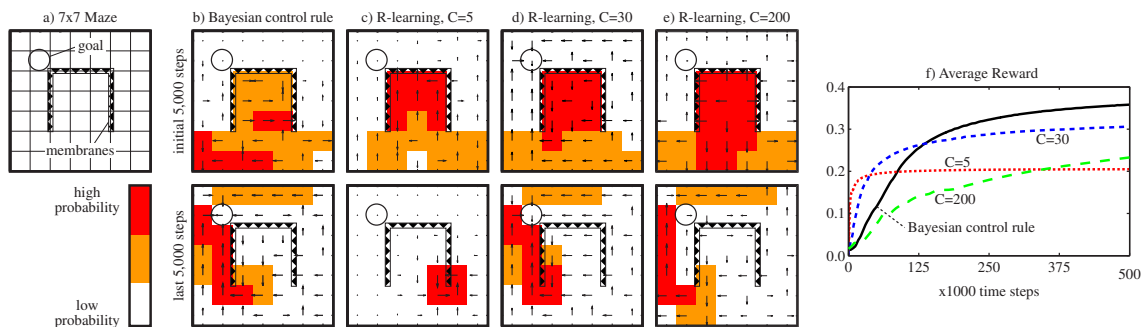 a) 7x7 Maze
goal
membranes
high
probability
low
probability
b) Bayesian control rule
c) R-learning, C=5
d) R-learning, C=30
e) R-learning, C=200
initial 5,000 steps
last 5,000 steps
f) Average Reward
0.4
0.3
0.2
0.1
0.0
C=30
C=5
C=200
Bayesian control rule
0
125
250
375
500
x1000 time steps